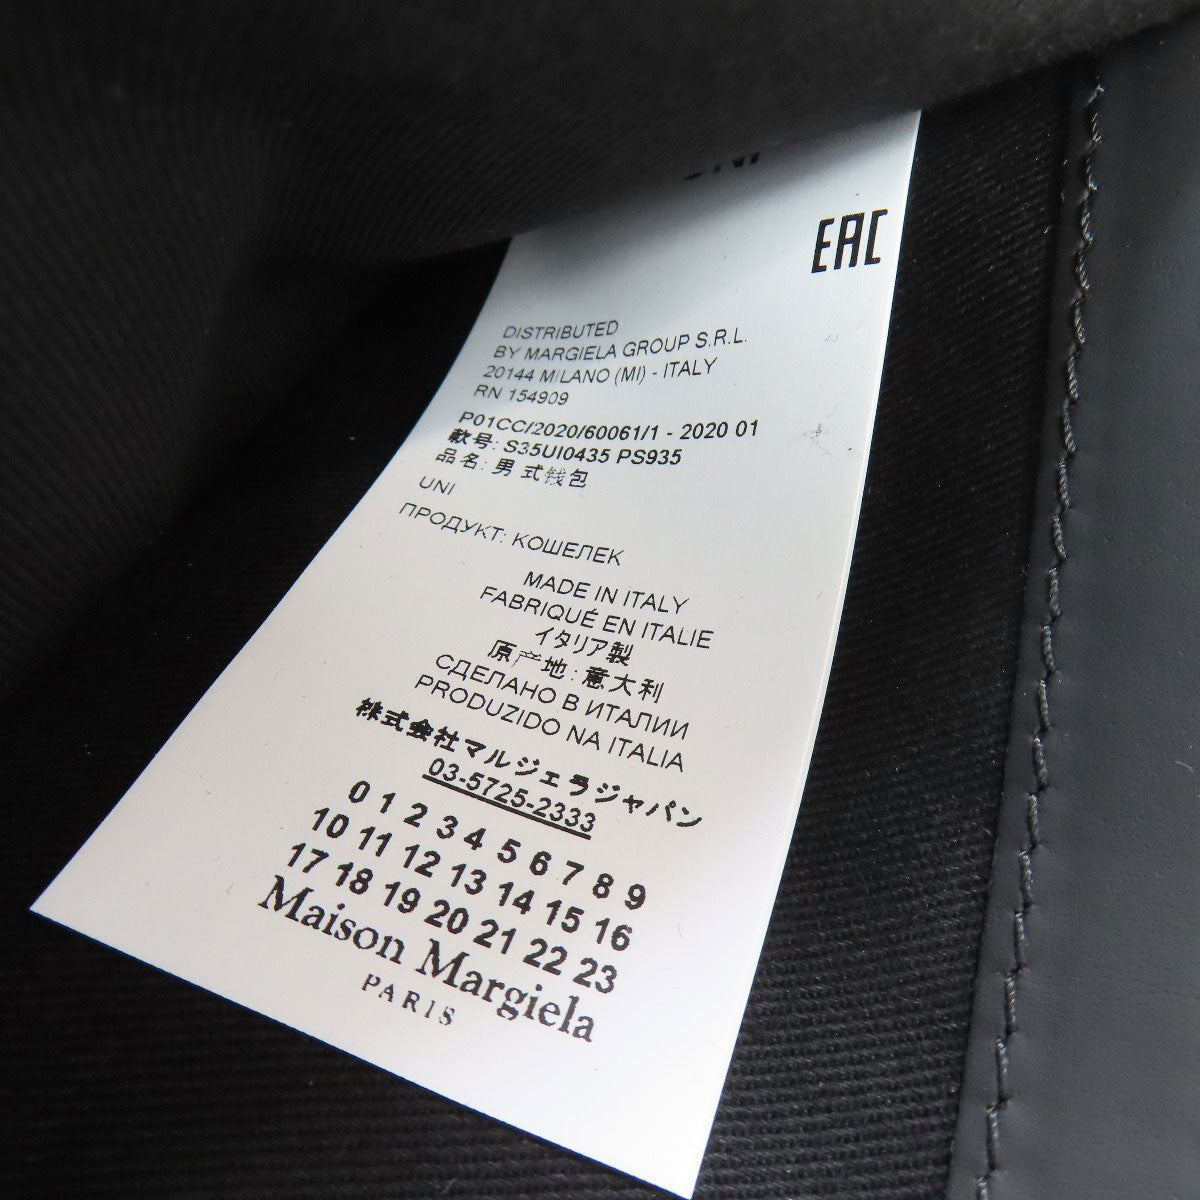 UNI
EAC
DISTRIBUTED
BY MARGIELA GROUP S.R.L.
20144 MILANO (MI) - ITALY
RN 154909
P01CC/2020/60061/1 - 2020 01
款号: S35UI0435 PS935
品名: 男式钱包
UNI
ПРОДУКТ: КОШЕЛЕК
MADE IN ITALY
FABRIQUÉ EN ITALIE
イタリア製
原产地: 意大利
СДЕЛАНО В ИТАЛИИ
PRODUZIDO NA ITALIA
株式会社マルジェラジャパン
03-5725-2333
0 1 2 3 4 5 6 7 8 9
10 11 12 13 14 15 16
17 18 19 20 21 22 23
Maison Margiela
PARIS